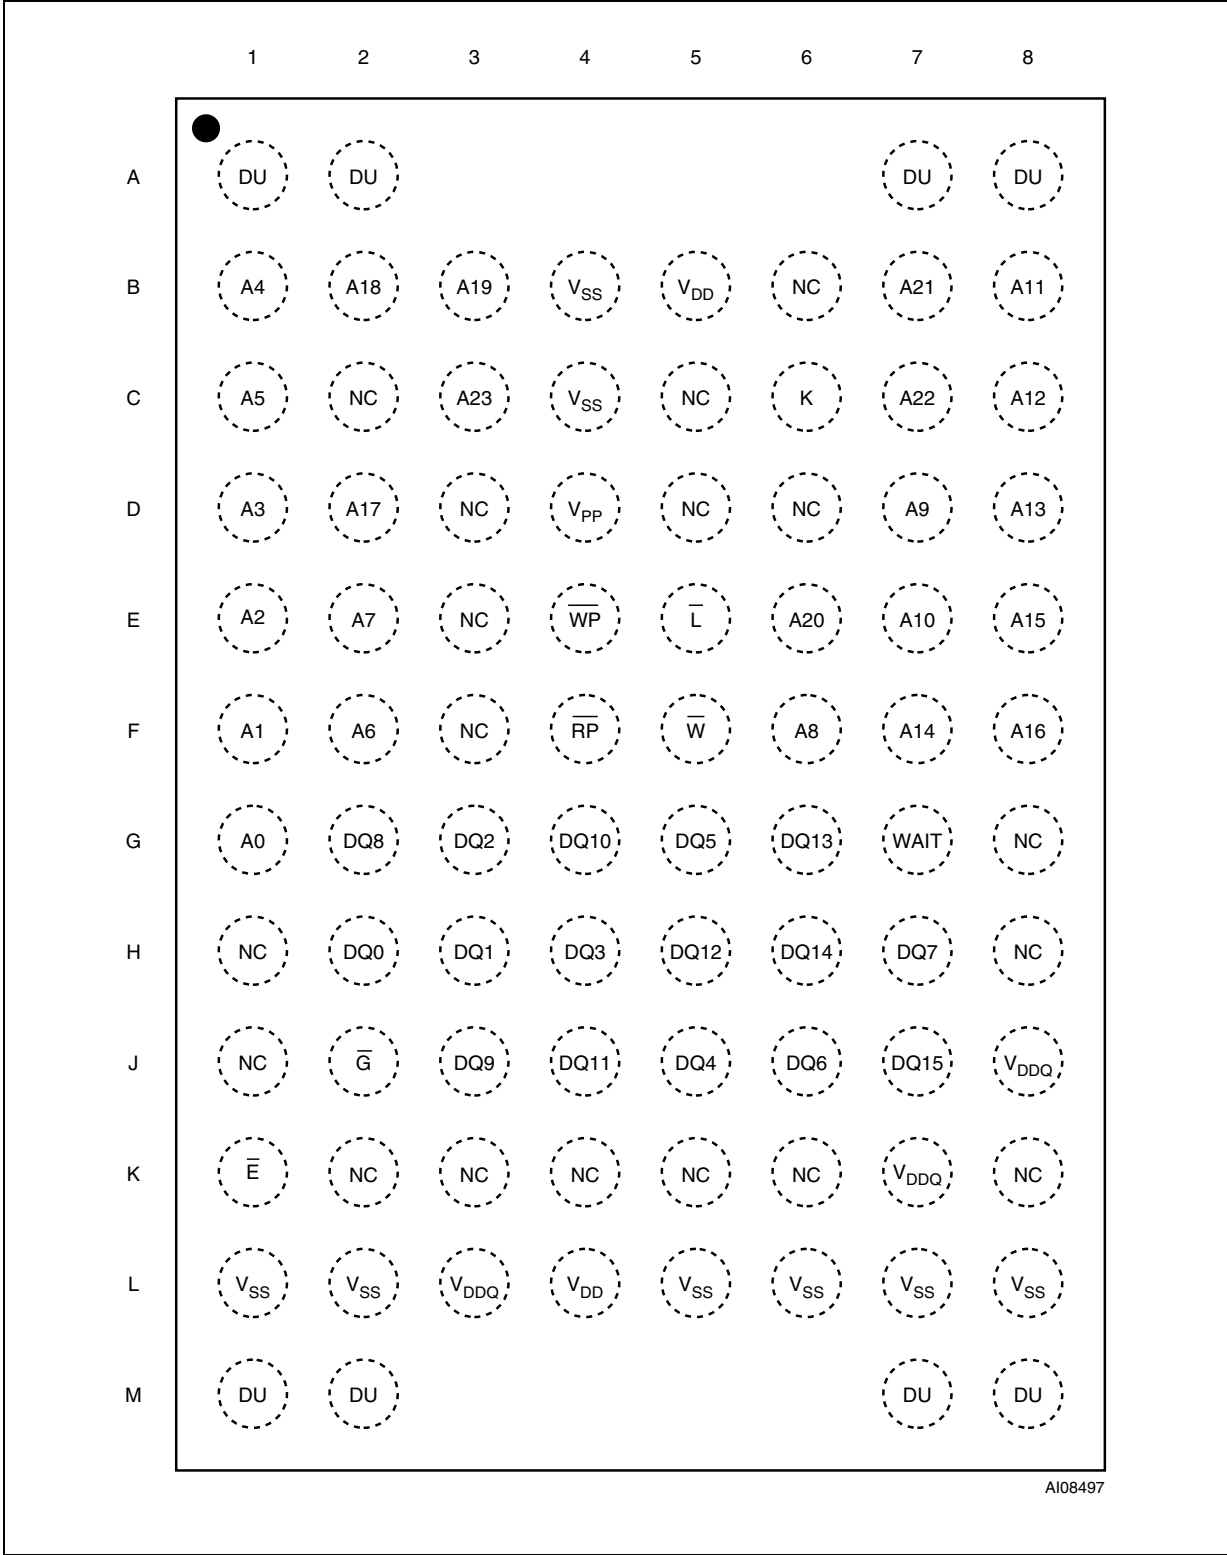 1 2 3 4 5 6 7 8
A DU DU DU DU
B A4 A18 A19 VSS VDD NC A21 A11
C A5 NC A23 VSS NC K A22 A12
D A3 A17 NC VPP NC NC A9 A13
E A2 A7 NC W̅P̅ L̅ A20 A10 A15
F A1 A6 NC R̅P̅ W̅ A8 A14 A16
G A0 DQ8 DQ2 DQ10 DQ5 DQ13 WAIT NC
H NC DQ0 DQ1 DQ3 DQ12 DQ14 DQ7 NC
J NC G̅ DQ9 DQ11 DQ4 DQ6 DQ15 VDDQ
K E̅ NC NC NC NC NC VDDQ NC
L VSS VSS VDDQ VDD VSS VSS VSS VSS
M DU DU DU DU
AI08497